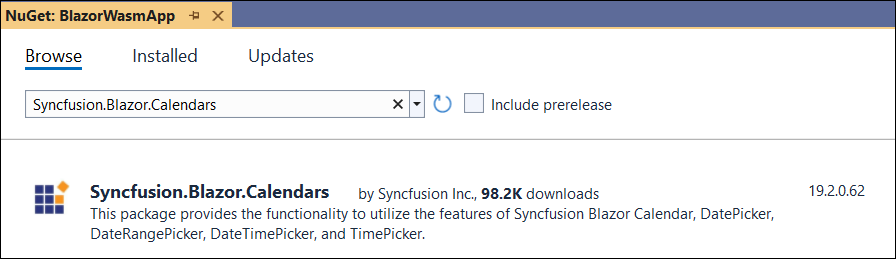 NuGet: BlazorWasmApp
Browse Installed Updates
Syncfusion.Blazor.Calendars Include prerelease
Syncfusion.Blazor.Calendars by Syncfusion Inc., 98.2K downloads 19.2.0.62
This package provides the functionality to utilize the features of Syncfusion Blazor Calendar, DatePicker,
DateRangePicker, DateTimePicker, and TimePicker.